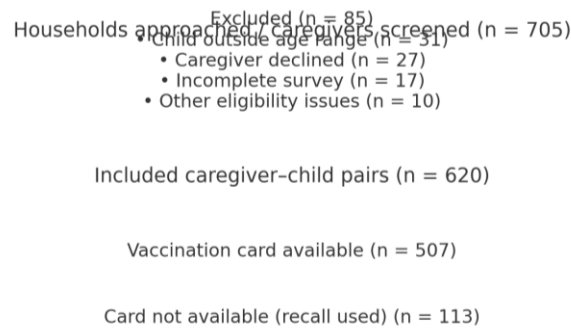 Excluded (n = 85)
Households approached / caregivers screened (n = 705)
• Child outside age range (n = 31)
• Caregiver declined (n = 27)
• Incomplete survey (n = 17)
• Other eligibility issues (n = 10)
Included caregiver–child pairs (n = 620)
Vaccination card available (n = 507)
Card not available (recall used) (n = 113)